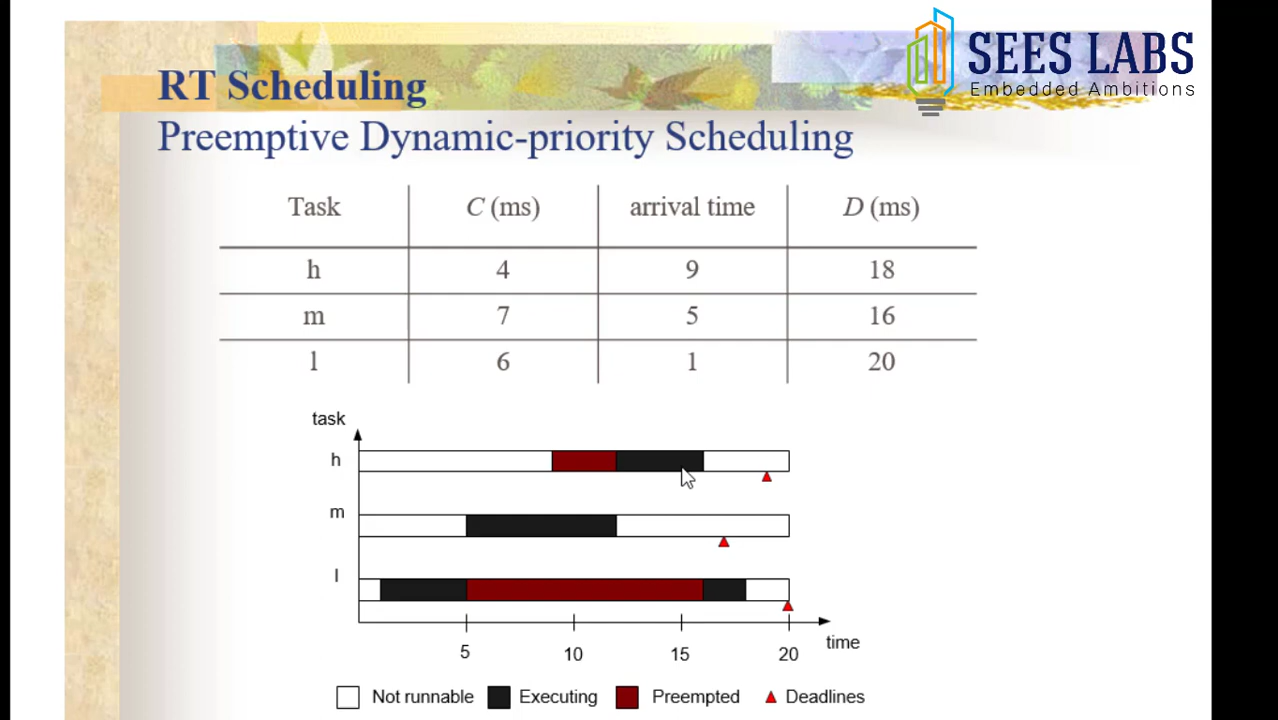 SEES LABS
Embedded Ambitions
RT Scheduling
Preemptive Dynamic-priority Scheduling
Task C (ms) arrival time D (ms)
h 4 9 18
m 7 5 16
l 6 1 20
task
h
m
l
5 10 15 20
time
Not runnable Executing Preempted Deadlines